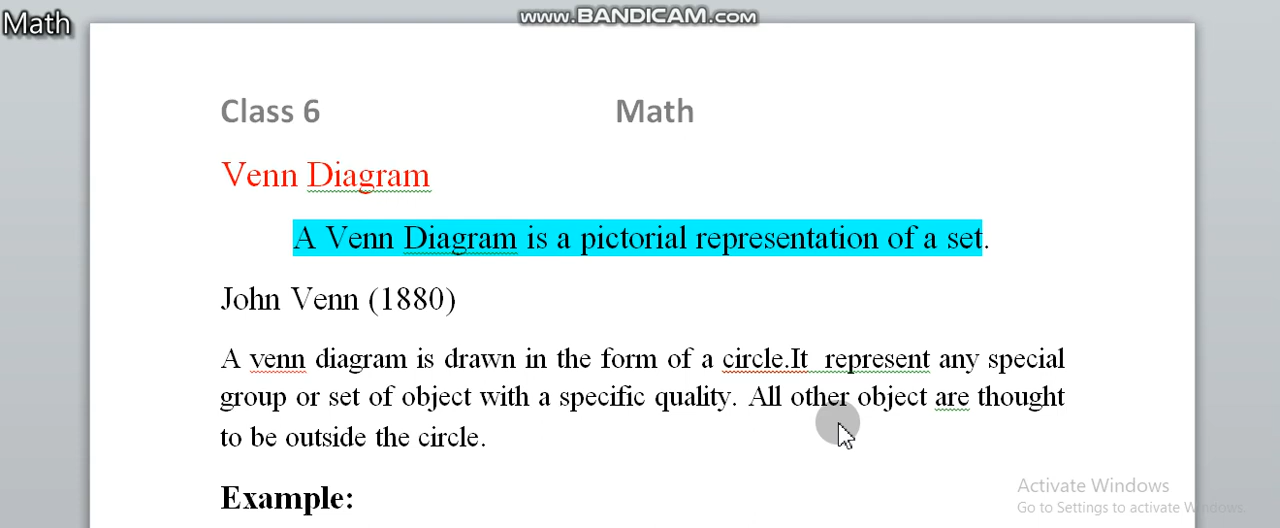 www.BANDICAM.com
Math
Class 6 Math
Venn Diagram
A Venn Diagram is a pictorial representation of a set.
John Venn (1880)
A venn diagram is drawn in the form of a circle.It represent any special
group or set of object with a specific quality. All other object are thought
to be outside the circle.
Example:
Activate Windows
Go to Settings to activate Windows.